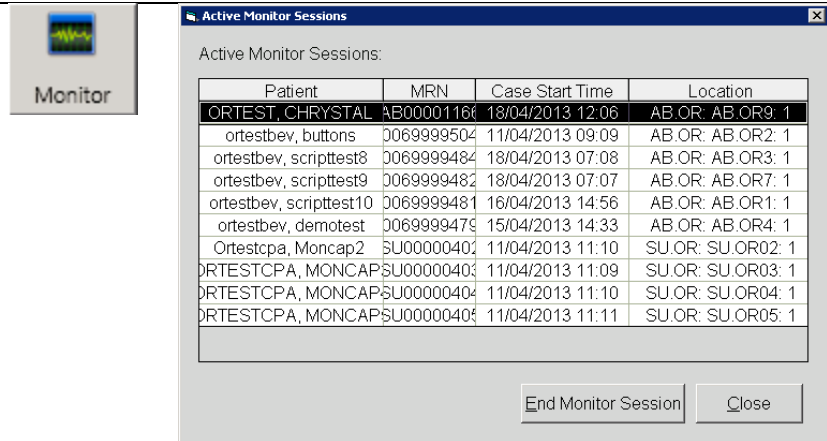 Active Monitor Sessions
Monitor
Active Monitor Sessions:
Patient MRN Case Start Time Location
ORTEST, CHRYSTAL AB00001166 18/04/2013 12:06 AB.OR: AB.OR9: 1
ortestbev, buttons 0069999504 11/04/2013 09:09 AB.OR: AB.OR2: 1
ortestbev, scripttest8 0069999484 18/04/2013 07:08 AB.OR: AB.OR3: 1
ortestbev, scripttest9 0069999482 18/04/2013 07:07 AB.OR: AB.OR7: 1
ortestbev, scripttest10 0069999481 16/04/2013 14:56 AB.OR: AB.OR1: 1
ortestbev, demotest 0069999479 15/04/2013 14:33 AB.OR: AB.OR4: 1
Ortestcpa, Moncap2 SU00000402 11/04/2013 11:10 SU.OR: SU.OR02: 1
ORTESTCPA, MONCAP SU00000403 11/04/2013 11:09 SU.OR: SU.OR03: 1
ORTESTCPA, MONCAP SU00000404 11/04/2013 11:10 SU.OR: SU.OR04: 1
ORTESTCPA, MONCAP SU00000405 11/04/2013 11:11 SU.OR: SU.OR05: 1
End Monitor Session Close